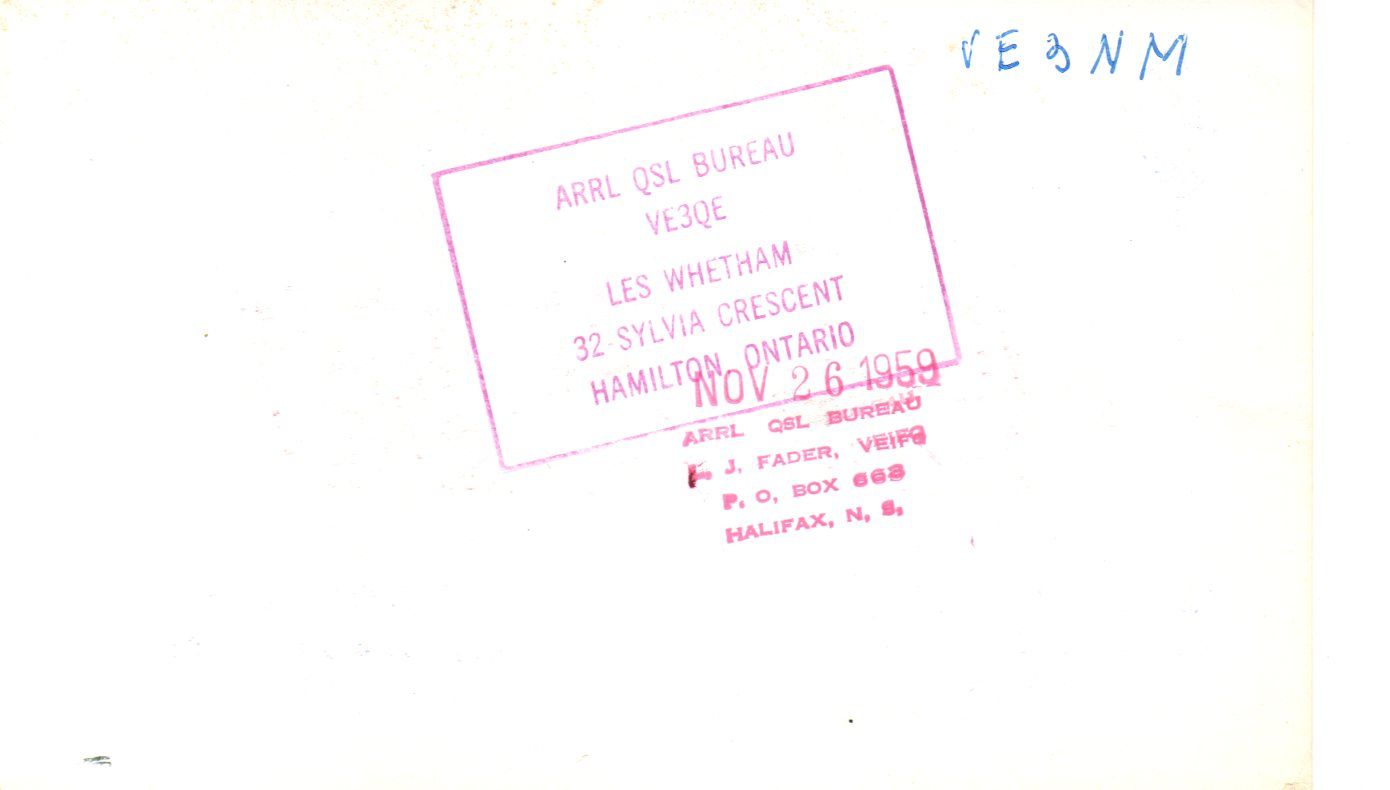 VE3NM
ARRL QSL BUREAU
VE3QE
LES WHETHAM
32 SYLVIA CRESCENT
HAMILTON, ONTARIO
NOV 26 1959
ARRL QSL BUREAU
J. FADER, VE1FQ
P. O. BOX 663
HALIFAX, N. S.